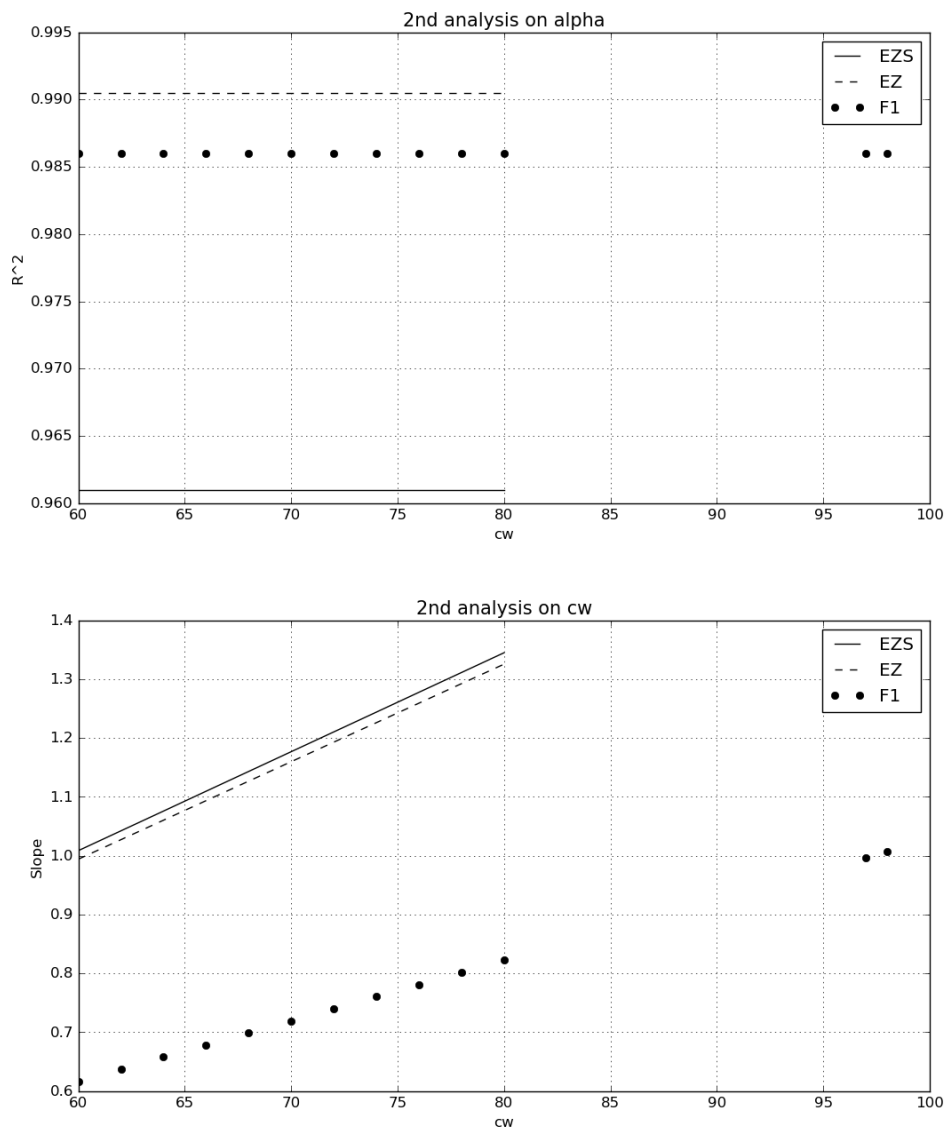 2nd analysis on alpha
0.995
0.990
0.985
0.980
0.975
0.970
0.965
0.960
R^2
EZS
EZ
F1
60 65 70 75 80 85 90 95 100
cw
2nd analysis on cw
1.4
1.3
1.2
1.1
1.0
0.9
0.8
0.7
0.6
Slope
EZS
EZ
F1
60 65 70 75 80 85 90 95 100
cw